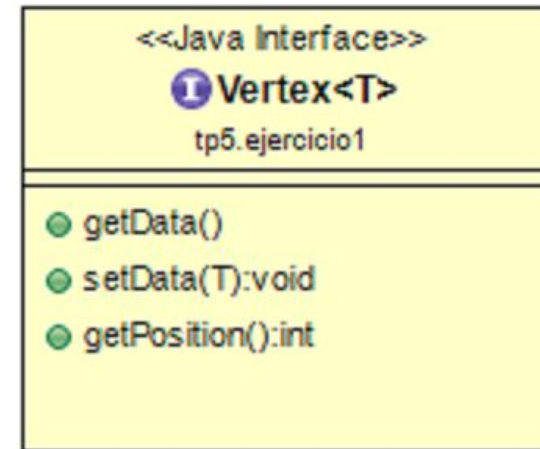 <<Java Interface>>
I Vertex<T>
tp5.ejercicio1
getData()
setData(T):void
getPosition():int